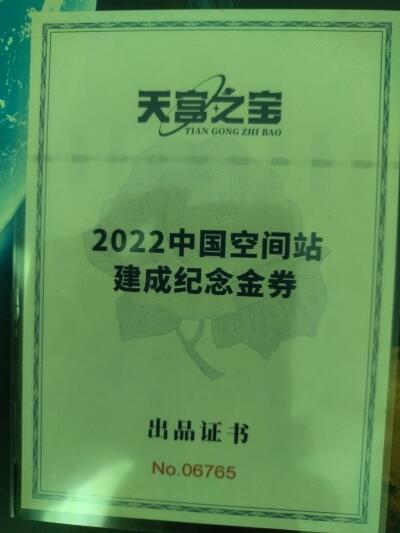 天宫之宝
TIAN GONG ZHI BAO
2022中国空间站
建成纪念金券
出品证书
No.06765